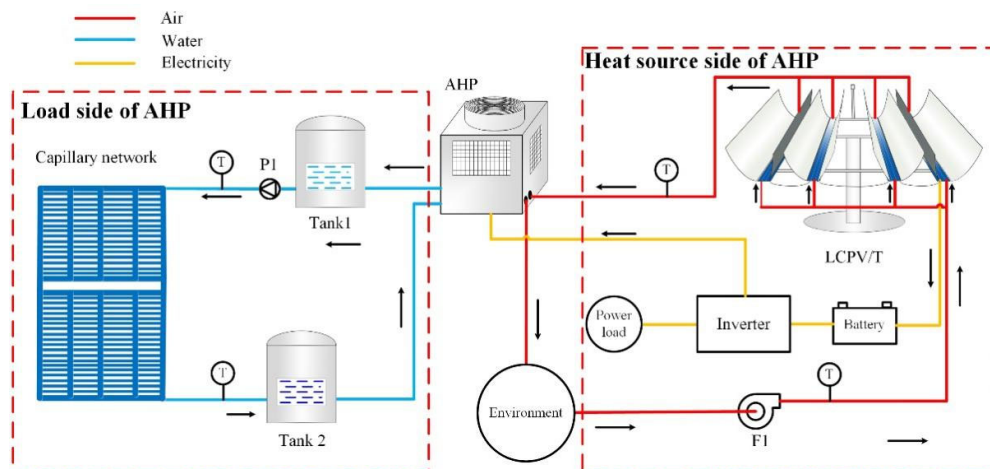 Air
Water
Electricity
Heat source side of AHP
AHP
Load side of AHP
Capillary network
T
P1
T
Tank1
LCPV/T
Power
load
Inverter
Battery
T
T
Environment
Tank 2
F1